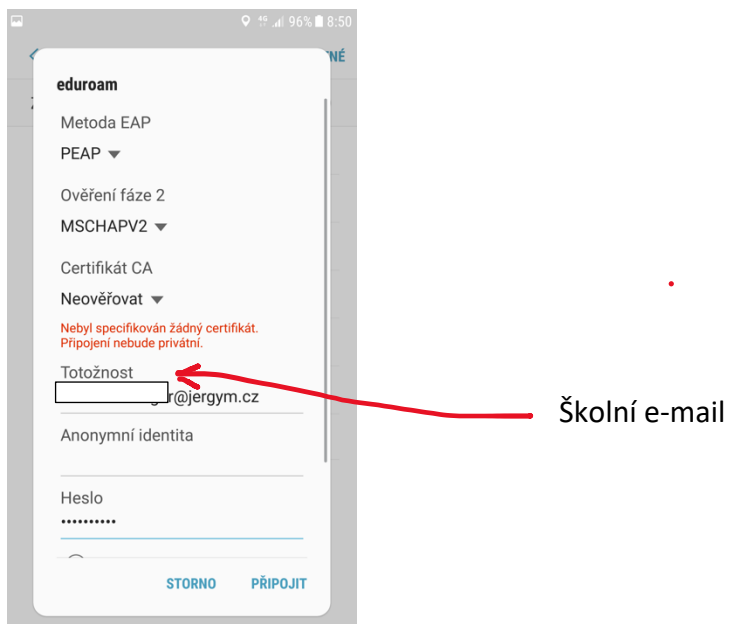 4G 96% 8:50
NÉ
eduroam
Metoda EAP
PEAP
Ověření fáze 2
MSCHAPV2
Certifikát CA
Neověřovat
Nebyl specifikován žádný certifikát.
Připojení nebude privátní.
Totožnost
r@jergym.cz
Školní e-mail
Anonymní identita
Heslo
••••••••••
STORNO PŘIPOJIT